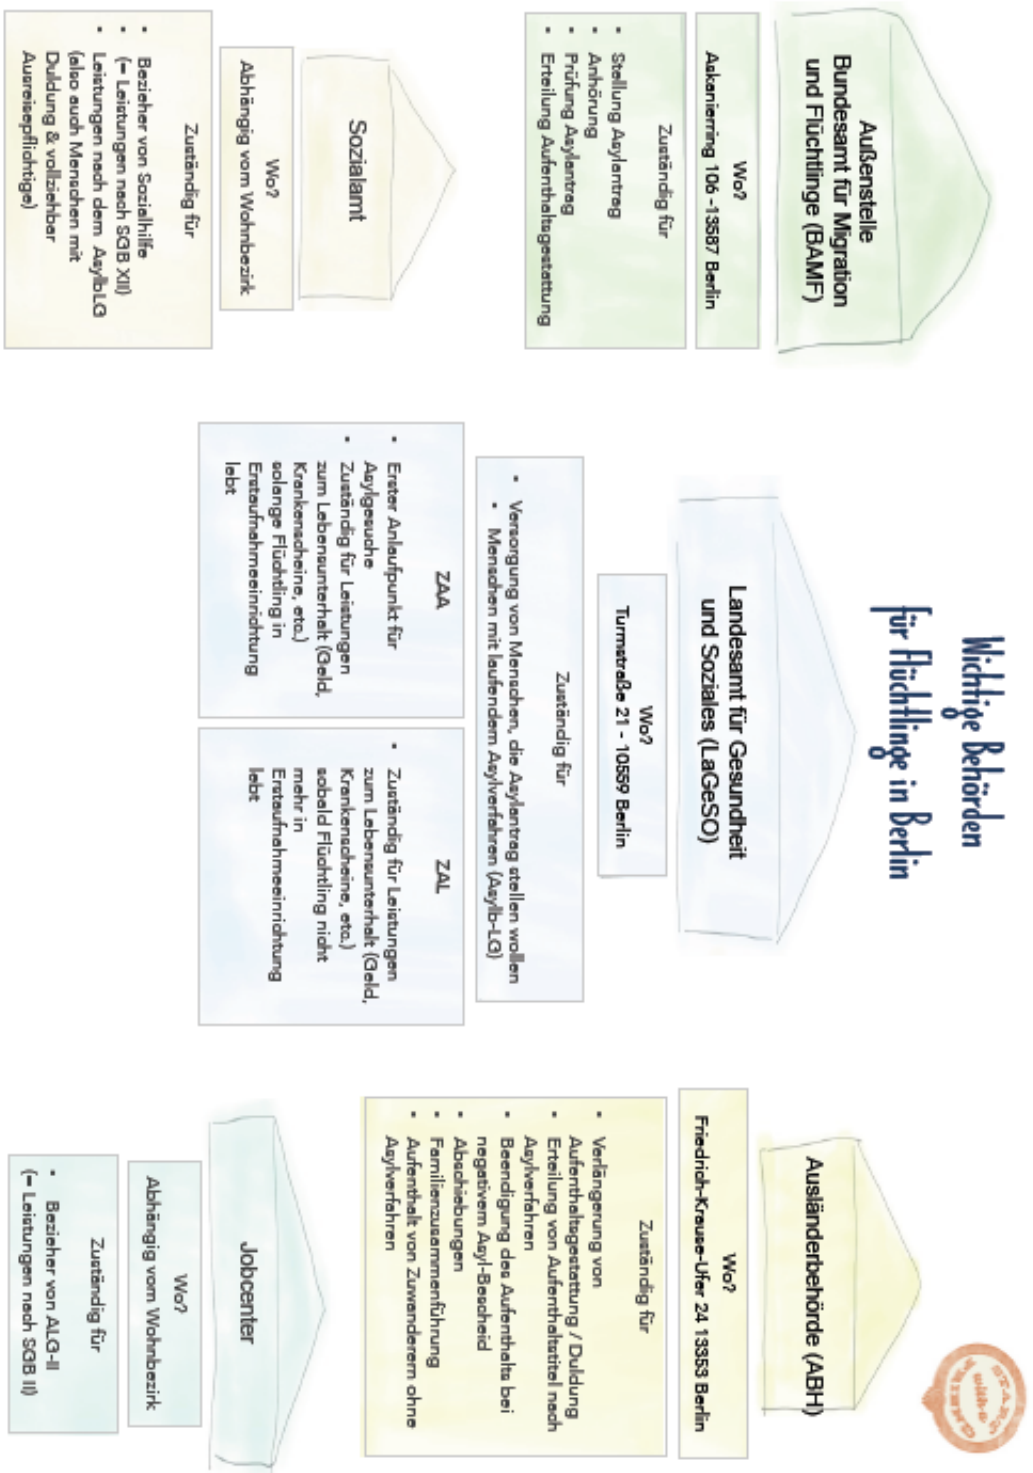 Wichtige Behörden
für Flüchtlinge in Berlin
Außenstelle
Bundesamt für Migration
und Flüchtlinge (BAMF)
Wo?
Askanierring 106 -13587 Berlin
Zuständig für
• Stellung Asylantrag
• Anhörung
• Prüfung Asylantrag
• Erteilung Aufenthaltsgestattung
Landesamt für Gesundheit
und Soziales (LaGeSO)
Wo?
Turmstraße 21 - 10559 Berlin
Zuständig für
• Versorgung von Menschen, die Asylantrag stellen wollen
• Menschen mit laufendem Asylverfahren (Asylb-LG)
ZAA
• Erster Anlaufpunkt für
Asylgesuche
• Zuständig für Leistungen
zum Lebensunterhalt (Geld,
Krankenscheine, etc.)
solange Flüchtling in
Erstaufnahmeeinrichtung
lebt
ZAL
• Zuständig für Leistungen
zum Lebensunterhalt (Geld,
Krankenscheine, etc.)
sobald Flüchtling nicht
mehr in
Erstaufnahmeeinrichtung
lebt
Ausländerbehörde (ABH)
Wo?
Friedrich-Krause-Ufer 24 13353 Berlin
Zuständig für
• Verlängerung von
Aufenthaltsgestattung / Duldung
• Erteilung von Aufenthaltstitel nach
Asylverfahren
• Beendigung des Aufenthalts bei
negativem Asyl-Bescheid
• Abschiebungen
• Familienzusammenführung
• Aufenthalt von Zuwanderern ohne
Asylverfahren
Sozialamt
Wo?
Abhängig vom Wohnbezirk
Zuständig für
• Bezieher von Sozialhilfe
• (= Leistungen nach SGB XII)
• Leistungen nach dem AsylbLG
(also auch Menschen mit
Duldung & vollziehbar
Ausreisepflichtige)
Jobcenter
Wo?
Abhängig vom Wohnbezirk
Zuständig für
• Bezieher von ALG-II
(= Leistungen nach SGB II)